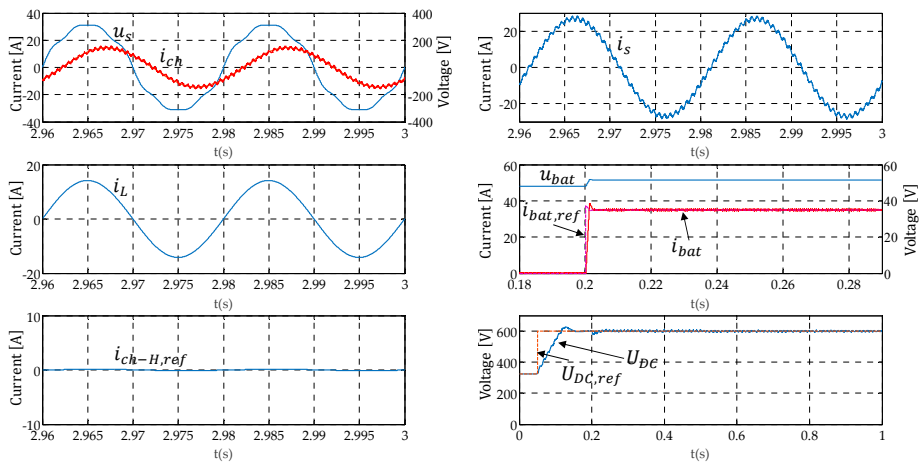 40
20
0
-20
-40
400
200
0
-200
-400
Current [A]
Voltage [V]
u_s
i_ch
2.96 2.965 2.97 2.975 2.98 2.985 2.99 2.995 3
t(s)
20
0
-20
Current [A]
i_s
2.96 2.965 2.97 2.975 2.98 2.985 2.99 2.995 3
t(s)
20
0
-20
Current [A]
i_L
2.96 2.965 2.97 2.975 2.98 2.985 2.99 2.995 3
t(s)
60
40
20
0
60
40
20
0
Current [A]
Voltage [V]
u_bat
i_bat,ref
i_bat
0.18 0.2 0.22 0.24 0.26 0.28
t(s)
10
0
-10
Current [A]
i_ch−H,ref
2.96 2.965 2.97 2.975 2.98 2.985 2.99 2.995 3
t(s)
600
400
200
0
Voltage [V]
U_DC
U_DC,ref
0 0.2 0.4 0.6 0.8 1
t(s)